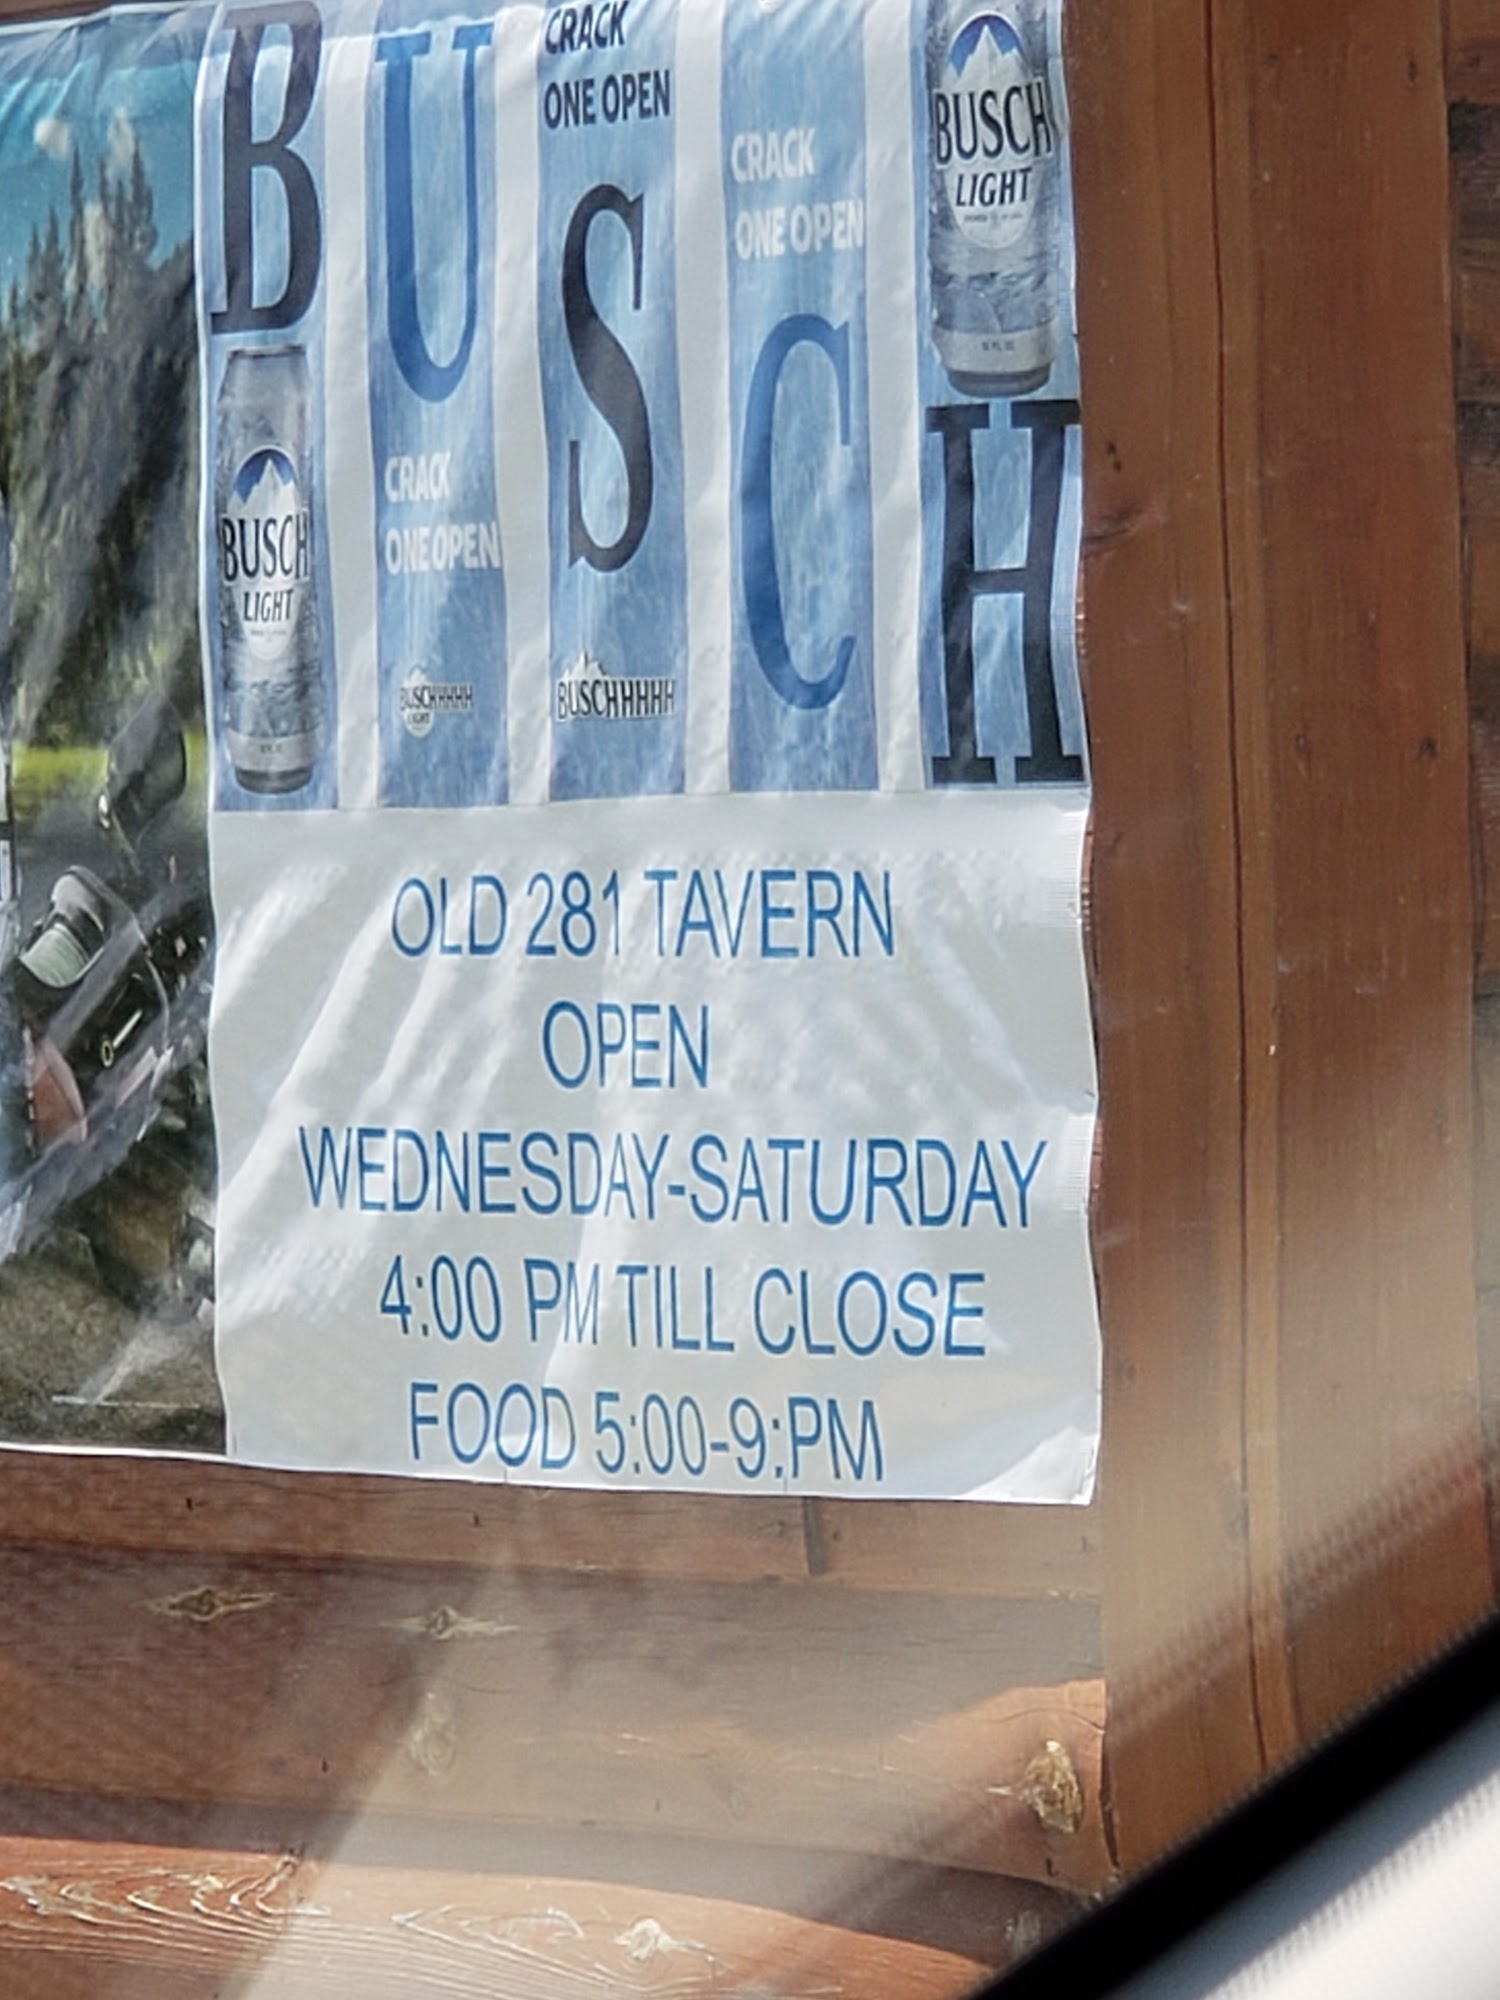 B U S C H
CRACK
ONE OPEN
CRACK
ONE OPEN
BUSCH
LIGHT
CRACK
ONE OPEN
BUSCH
LIGHT
BUSCHHHHH
LIGHT
BUSCHHHHH
OLD 281 TAVERN
OPEN
WEDNESDAY-SATURDAY
4:00 PM TILL CLOSE
FOOD 5:00-9:PM